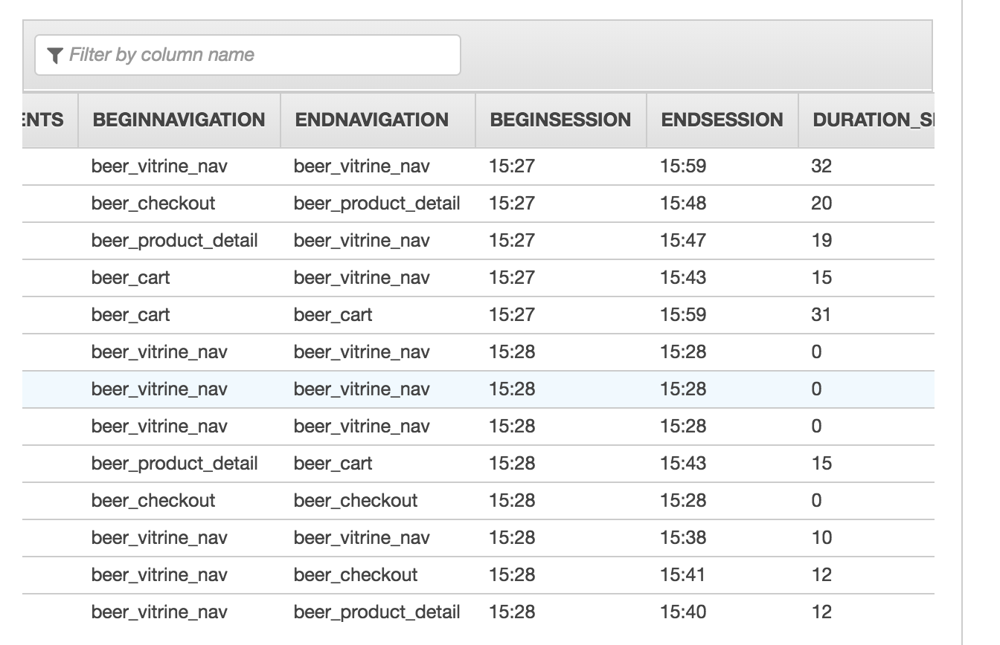 Filter by column name
ENTS BEGINNAVIGATION ENDNAVIGATION BEGINSESSION ENDSESSION DURATION_S
beer_vitrine_nav beer_vitrine_nav 15:27 15:59 32
beer_checkout beer_product_detail 15:27 15:48 20
beer_product_detail beer_vitrine_nav 15:27 15:47 19
beer_cart beer_vitrine_nav 15:27 15:43 15
beer_cart beer_cart 15:27 15:59 31
beer_vitrine_nav beer_vitrine_nav 15:28 15:28 0
beer_vitrine_nav beer_vitrine_nav 15:28 15:28 0
beer_vitrine_nav beer_vitrine_nav 15:28 15:28 0
beer_product_detail beer_cart 15:28 15:43 15
beer_checkout beer_checkout 15:28 15:28 0
beer_vitrine_nav beer_vitrine_nav 15:28 15:38 10
beer_vitrine_nav beer_checkout 15:28 15:41 12
beer_vitrine_nav beer_product_detail 15:28 15:40 12